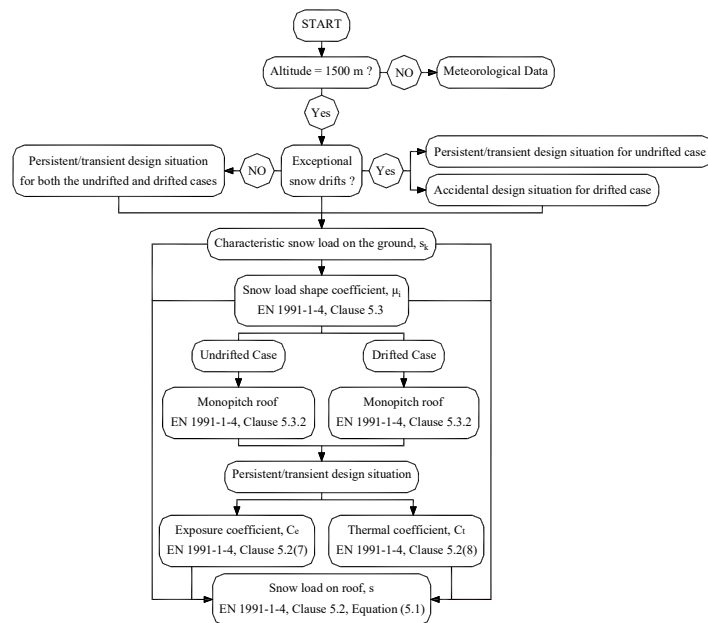 START
Altitude = 1500 m ?
NO
Meteorological Data
Yes
Persistent/transient design situation
for both the undrifted and drifted cases
NO
Exceptional
snow drifts ?
Yes
Persistent/transient design situation for undrifted case
Accidental design situation for drifted case
Characteristic snow load on the ground, sk
Snow load shape coefficient, μi
EN 1991-1-4, Clause 5.3
Undrifted Case
Drifted Case
Monopitch roof
EN 1991-1-4, Clause 5.3.2
Monopitch roof
EN 1991-1-4, Clause 5.3.2
Persistent/transient design situation
Exposure coefficient, Ce
EN 1991-1-4, Clause 5.2(7)
Thermal coefficient, Ct
EN 1991-1-4, Clause 5.2(8)
Snow load on roof, s
EN 1991-1-4, Clause 5.2, Equation (5.1)